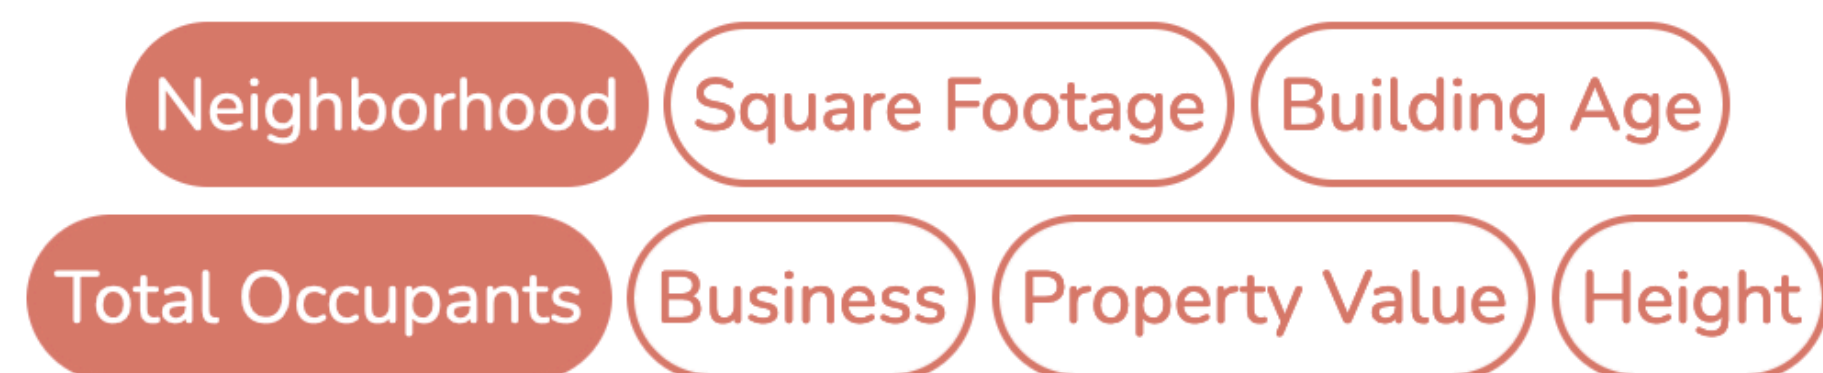 Neighborhood Square Footage Building Age
Total Occupants Business Property Value Height